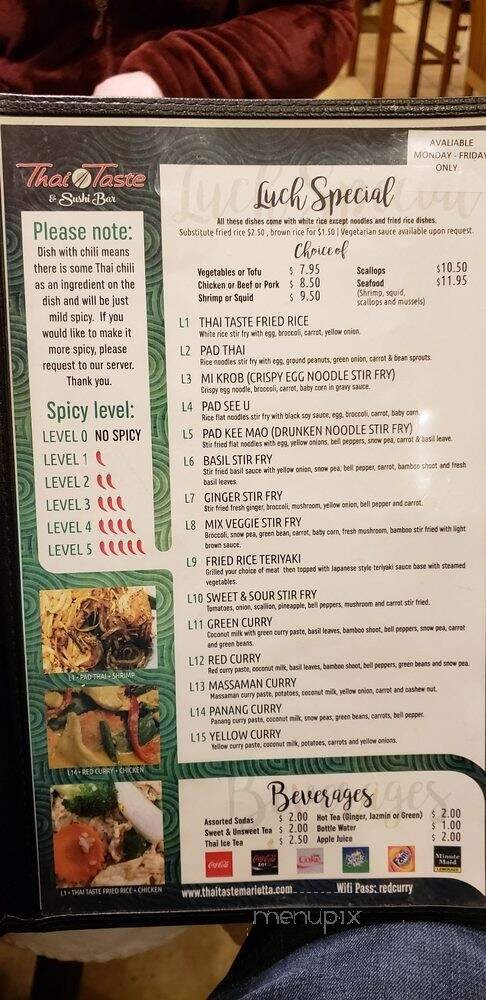 AVALIABLE
MONDAY - FRIDAY
ONLY
Thai Taste
& Sushi Bar
Luch Special
All these dishes come with white rice except noodles and fried rice dishes.
Substitute fried rice $2.50 , brown rice for $1.50 | Vegetarian sauce available upon request.
Choice of
Vegetables or Tofu $ 7.95
Chicken or Beef or Pork $ 8.50
Shrimp or Squid $ 9.50
Scallops $10.50
Seafood $11.95
(Shrimp, squid,
scallops and mussels)
Please note:
Dish with chili means
there is some Thai chili
as an ingredient on the
dish and will be just
mild spicy. If you
would like to make it
more spicy, please
request to our server.
Thank you.
Spicy level:
LEVEL 0 NO SPICY
LEVEL 1
LEVEL 2
LEVEL 3
LEVEL 4
LEVEL 5
L1 • PAD THAI • SHRIMP
L14 • RED CURRY • CHICKEN
L1 • THAI TASTE FRIED RICE • CHICKEN
L1 THAI TASTE FRIED RICE
White rice stir fry with egg, broccoli, carrot, yellow onion.
L2 PAD THAI
Rice noodles stir fry with egg, ground peanuts, green onion, carrot & bean sprouts.
L3 MI KROB (CRISPY EGG NOODLE STIR FRY)
Crispy egg noodle, broccoli, carrot, baby corn in gravy sauce.
L4 PAD SEE U
Rice flat noodles stir fry with black soy sauce, egg, broccoli, carrot, baby corn.
L5 PAD KEE MAO (DRUNKEN NOODLE STIR FRY)
Stir fried flat noodles with egg, yellow onions, bell peppers, snow pea, carrot & basil leave.
L6 BASIL STIR FRY
Stir fried basil sauce with yellow onion, snow pea, bell pepper, carrot, bamboo shoot and fresh
basil leaves.
L7 GINGER STIR FRY
Stir fried fresh ginger, broccoli, mushroom, yellow onion, bell pepper and carrot.
L8 MIX VEGGIE STIR FRY
Broccoli, snow pea, green bean, carrot, baby corn, fresh mushroom, bamboo stir fried with light
brown sauce.
L9 FRIED RICE TERIYAKI
Grilled your choice of meat then topped with Japanese style teriyaki sauce base with steamed
vegetables.
L10 SWEET & SOUR STIR FRY
Tomatoes, onion, scallion, pineapple, bell peppers, mushroom and carrot stir fried.
L11 GREEN CURRY
Coconut milk with green curry paste, basil leaves, bamboo shoot, bell peppers, snow pea, carrot
and green beans.
L12 RED CURRY
Red curry paste, coconut milk, basil leaves, bamboo shoot, bell peppers, green beans and snow pea.
L13 MASSAMAN CURRY
Massaman curry paste, potatoes, coconut milk, yellow onion, carrot and cashew nut.
L14 PANANG CURRY
Panang curry paste, coconut milk, snow peas, green beans, carrots, bell pepper.
L15 YELLOW CURRY
Yellow curry paste, coconut milk, potatoes, carrots and yellow onions.
Beverages
Assorted Sodas $ 2.00
Sweet & Unsweet Tea $ 2.00
Thai Ice Tea $ 2.50
Hot Tea (Ginger, Jazmin or Green) $ 2.00
Bottle Water $ 1.00
Apple Juice $ 2.00
Coca-Cola
Coca-Cola
Coke
Sprite
Fanta
Minute
Maid
LEMONADE
www.thaitastemarietta.com
Wifi Pass: redcurry
menupix